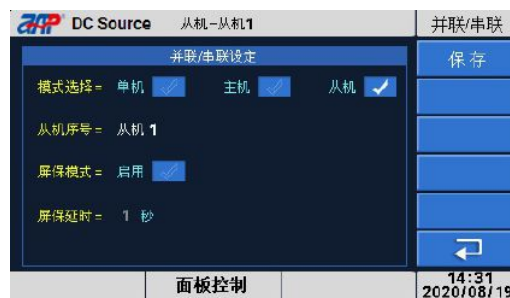 AAP DC Source 从机-从机1 并联/串联
并联/串联设定
保存
模式选择= 单机 主机 从机
从机序号= 从机 1
屏保模式= 启用
屏保延时= 1 秒
面板控制
14:31
2020/08/19